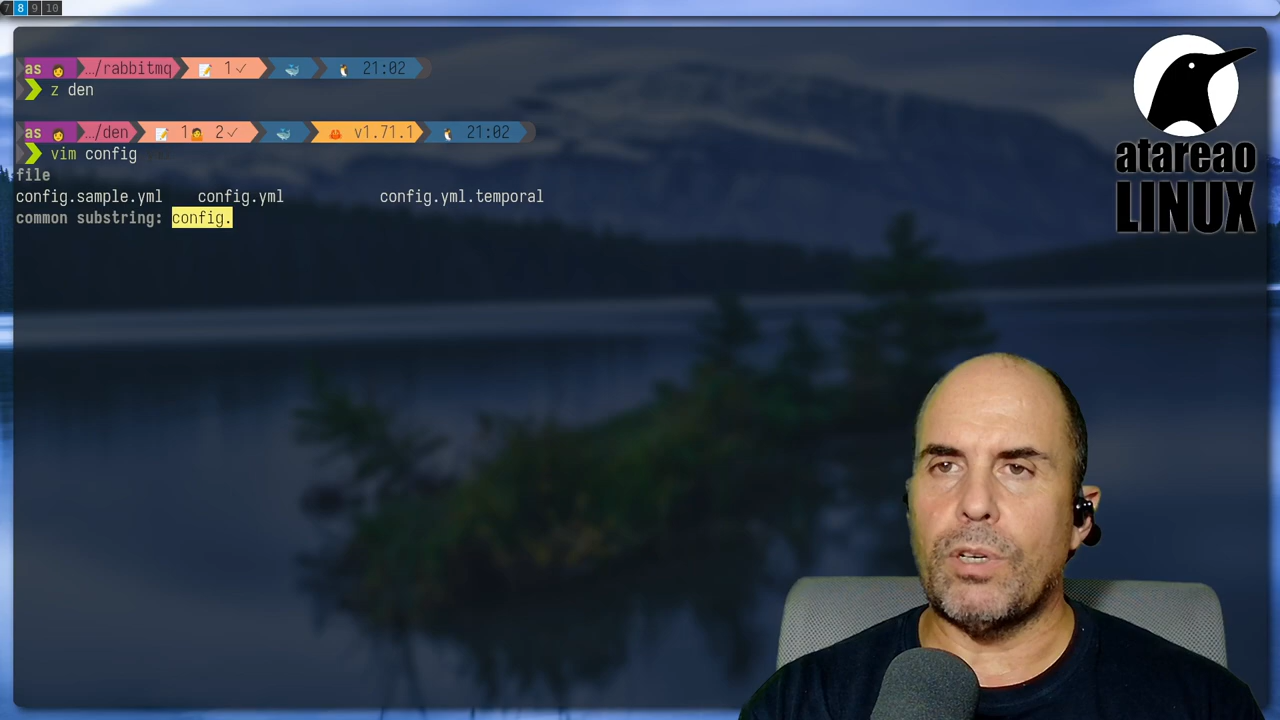 7 8 9 10
as …/rabbitmq 1✓ 21:02
z den
as …/den 1 2✓ v1.71.1 21:02
vim config
file
config.sample.yml config.yml config.yml.temporal
common substring: config.
atareao
LINUX